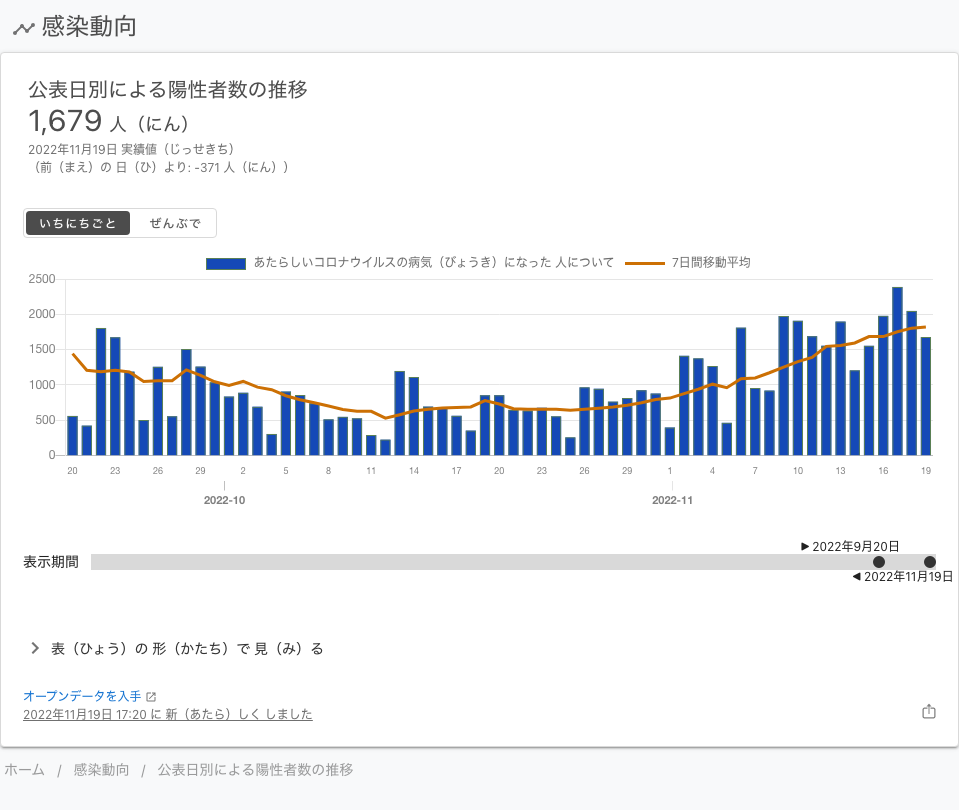 感染動向
公表日別による陽性者数の推移
1,679 人（にん）
2022年11月19日 実績値（じっせきち）
（前（まえ）の 日（ひ）より: -371 人（にん））
いちにちごと ぜんぶで
あたらしいコロナウイルスの病気（びょうき）になった 人について 7日間移動平均
2500
2000
1500
1000
500
0
20 23 26 29 2 5 8 11 14 17 20 23 26 29 1 4 7 10 13 16 19
2022-10 2022-11
▶ 2022年9月20日
表示期間
◀ 2022年11月19日
表（ひょう）の 形（かたち）で 見（み）る
オープンデータを入手
2022年11月19日 17:20 に 新（あたら）しく しました
ホーム / 感染動向 / 公表日別による陽性者数の推移